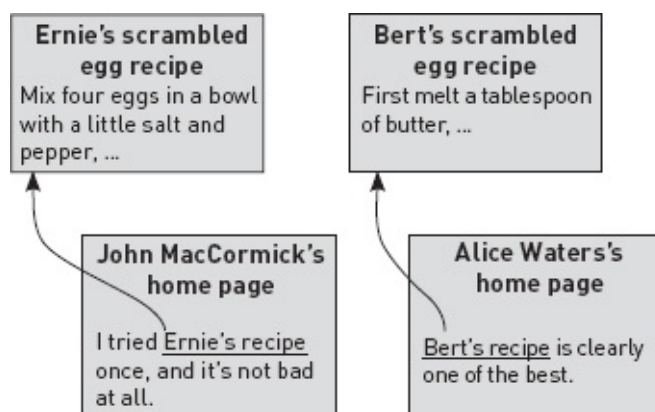 Ernie's scrambled
egg recipe
Mix four eggs in a bowl
with a little salt and
pepper, ...
Bert's scrambled
egg recipe
First melt a tablespoon
of butter, ...
John MacCormick's
home page
I tried Ernie's recipe
once, and it's not bad
at all.
Alice Waters's
home page
Bert's recipe is clearly
one of the best.